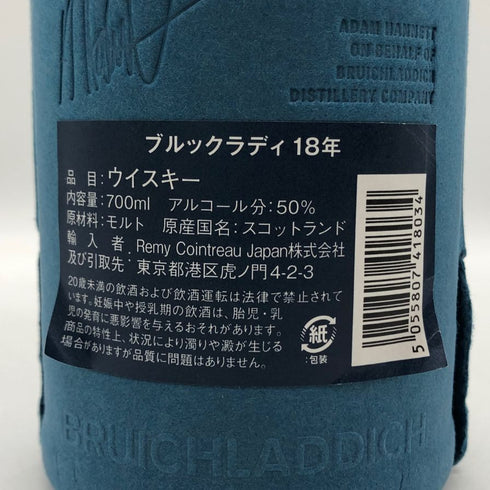 ADAM HANNETT
ON BEHALF OF
BRUICHLADDICH
DISTILLERY COMPANY
ブルックラディ 18年
品 目：ウイスキー
内容量：700ml アルコール分：50%
原材料：モルト 原産国名：スコットランド
輸 入 者、Remy Cointreau Japan株式会社
及び引取先：東京都港区虎ノ門4-2-3
20歳未満の飲酒および飲酒運転は法律で禁止されて
います。妊娠中や授乳期の飲酒は、胎児・乳
児の発育に悪影響を与えるおそれがあります。
商品の特性上、状況により濁りや澱が生じる
場合がありますが品質に問題はありません。
紙
：包装
5 055807 418034
BRUICHLADDICH